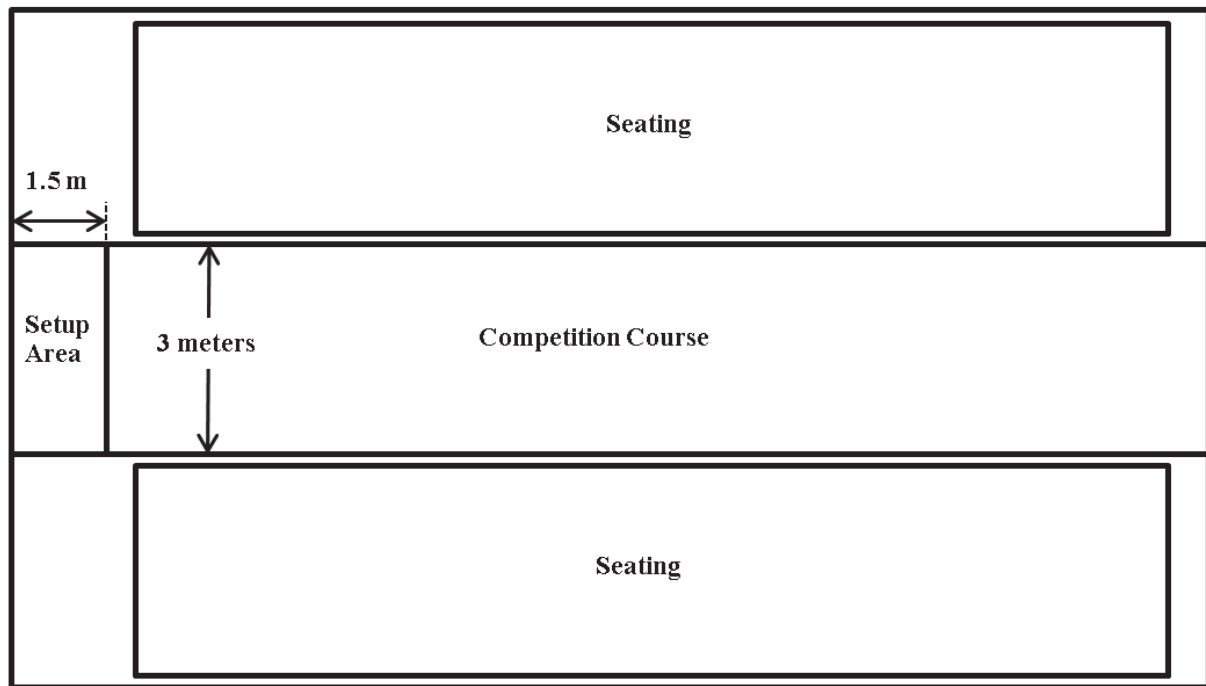 Seating
1.5 m
Setup
Area
3 meters
Competition Course
Seating